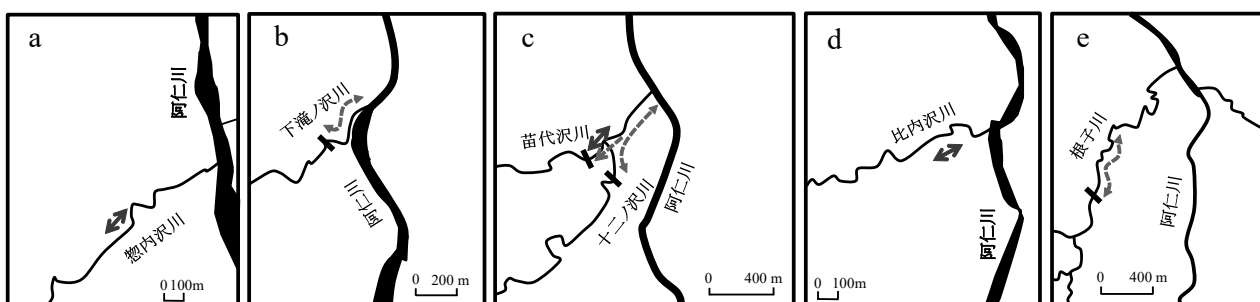 a
阿仁川
惣内沢川
0 100m
b
下滝ノ沢川
阿仁川
0 200 m
c
苗代沢川
十二ノ沢川
阿仁川
0 400 m
d
比内沢川
阿仁川
0 100m
e
根子川
阿仁川
0 400 m